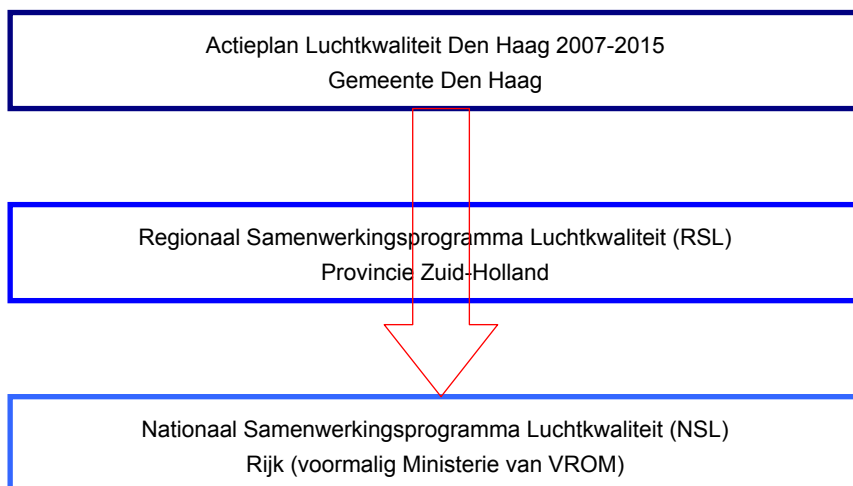 Actieplan Luchtkwaliteit Den Haag 2007-2015
Gemeente Den Haag
Regionaal Samenwerkingsprogramma Luchtkwaliteit (RSL)
Provincie Zuid-Holland
Nationaal Samenwerkingsprogramma Luchtkwaliteit (NSL)
Rijk (voormalig Ministerie van VROM)